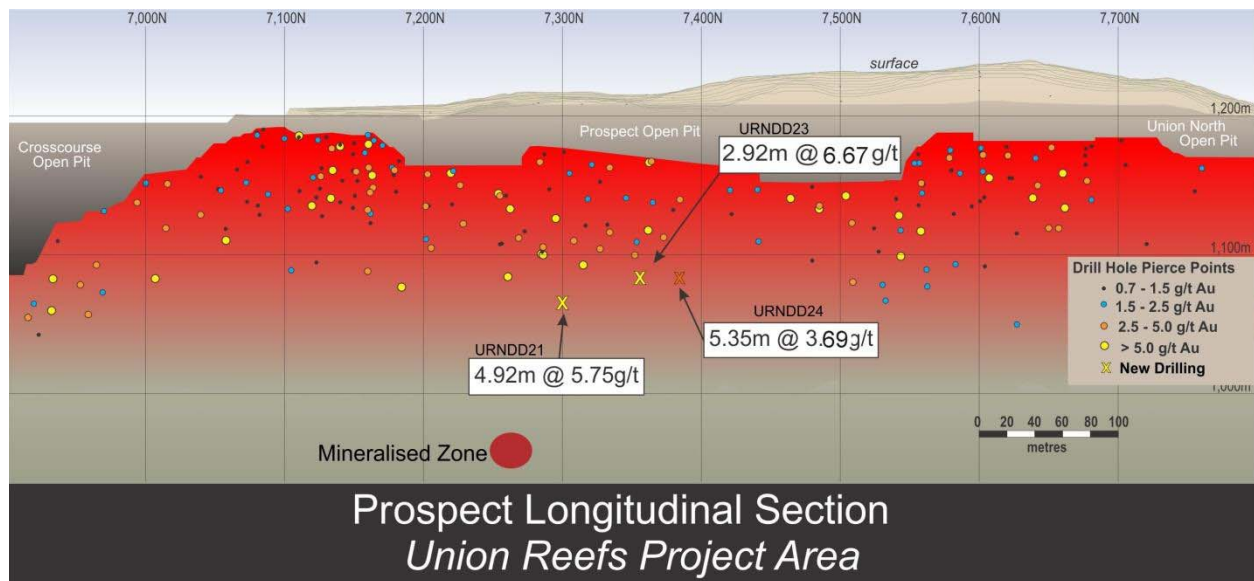 7,000N 7,100N 7,200N 7,300N 7,400N 7,500N 7,600N 7,700N
surface
1,200m
Crosscourse
Open Pit
Prospect Open Pit
Union North
Open Pit
URNDD23
2.92m @ 6.67 g/t
1,100m
Drill Hole Pierce Points
0.7 - 1.5 g/t Au
1.5 - 2.5 g/t Au
2.5 - 5.0 g/t Au
> 5.0 g/t Au
X New Drilling
URNDD24
5.35m @ 3.69g/t
URNDD21
4.92m @ 5.75g/t
1,000m
0 20 40 60 80 100
metres
Mineralised Zone
Prospect Longitudinal Section
Union Reefs Project Area